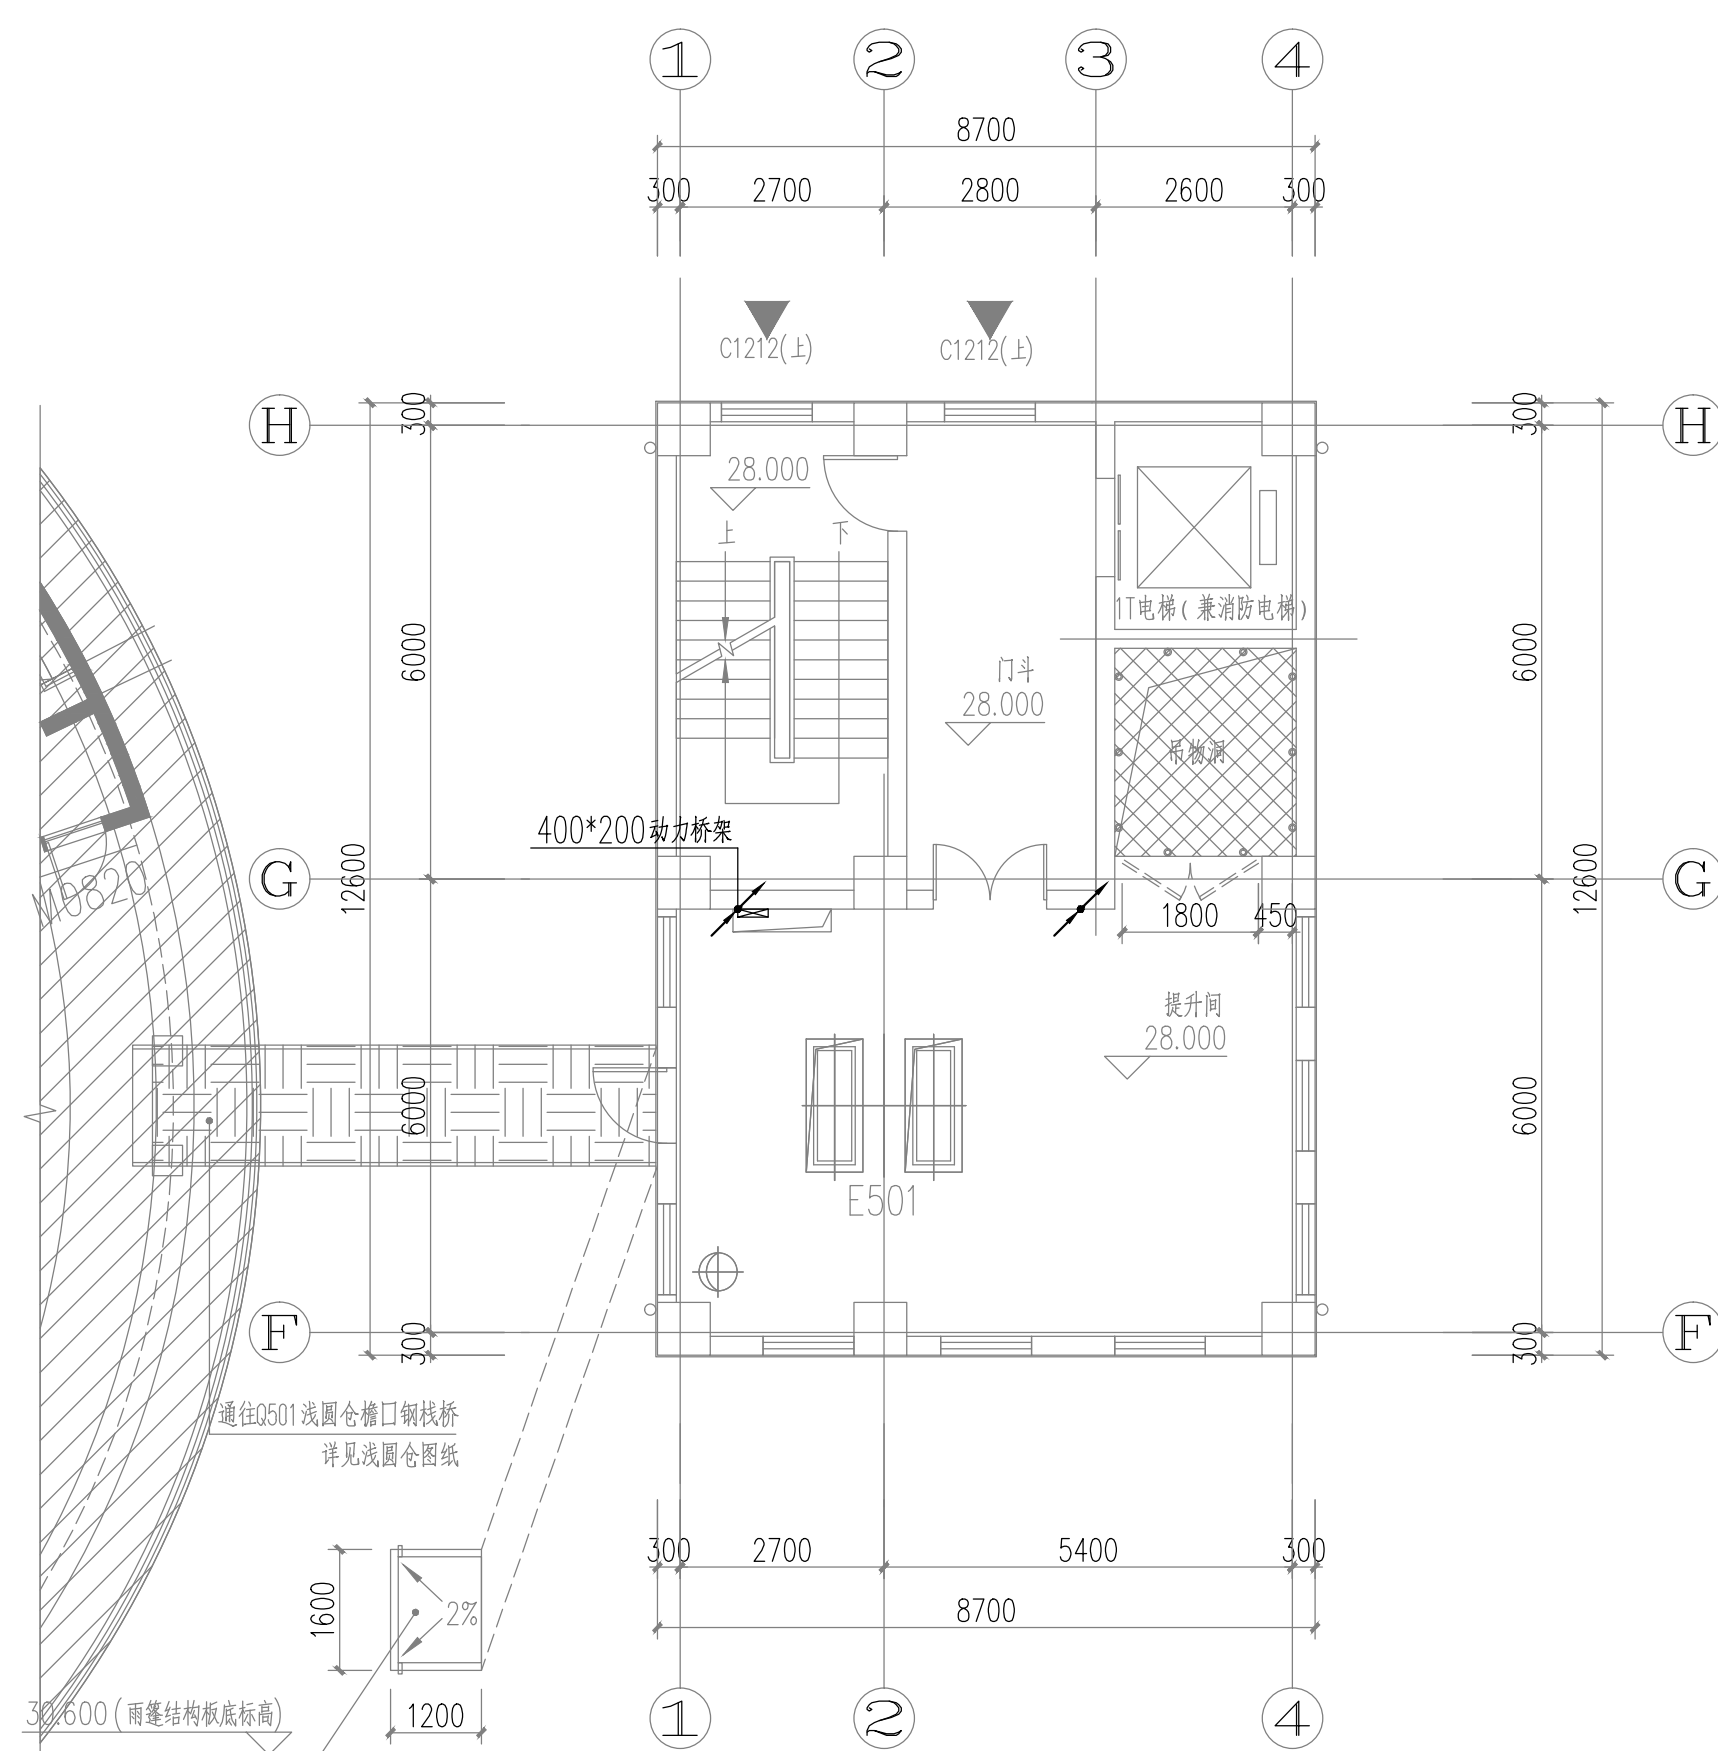 1 2 3 4
8700
300 2700 2800 2600 300
C1212(上) C1212(上)
H 300 300 H
28.000
上 下
1T电梯(兼消防电梯)
6000 6000
门斗
28.000
吊物洞
400*200动力桥架
M0820
G 12600 12600 G
1800 450
提升间
28.000
6000 6000
E501
F 300 300 F
通往Q501浅圆仓檐口钢栈桥
详见浅圆仓图纸
300 2700 5400 300
1600 2% 8700
30.600(雨篷结构板底标高) 1200
1 2 4